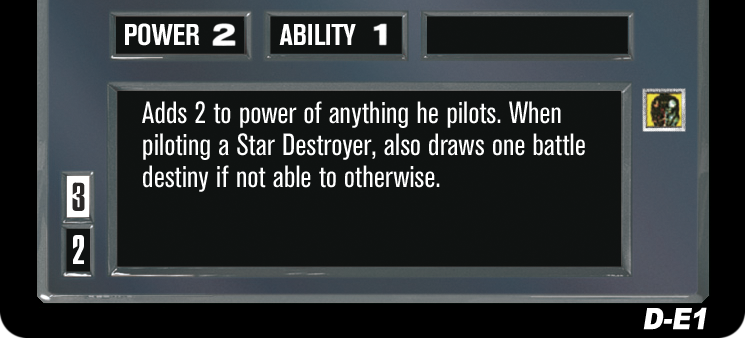 POWER 2 ABILITY 1
Adds 2 to power of anything he pilots. When
piloting a Star Destroyer, also draws one battle
destiny if not able to otherwise.
3
2
D-E1